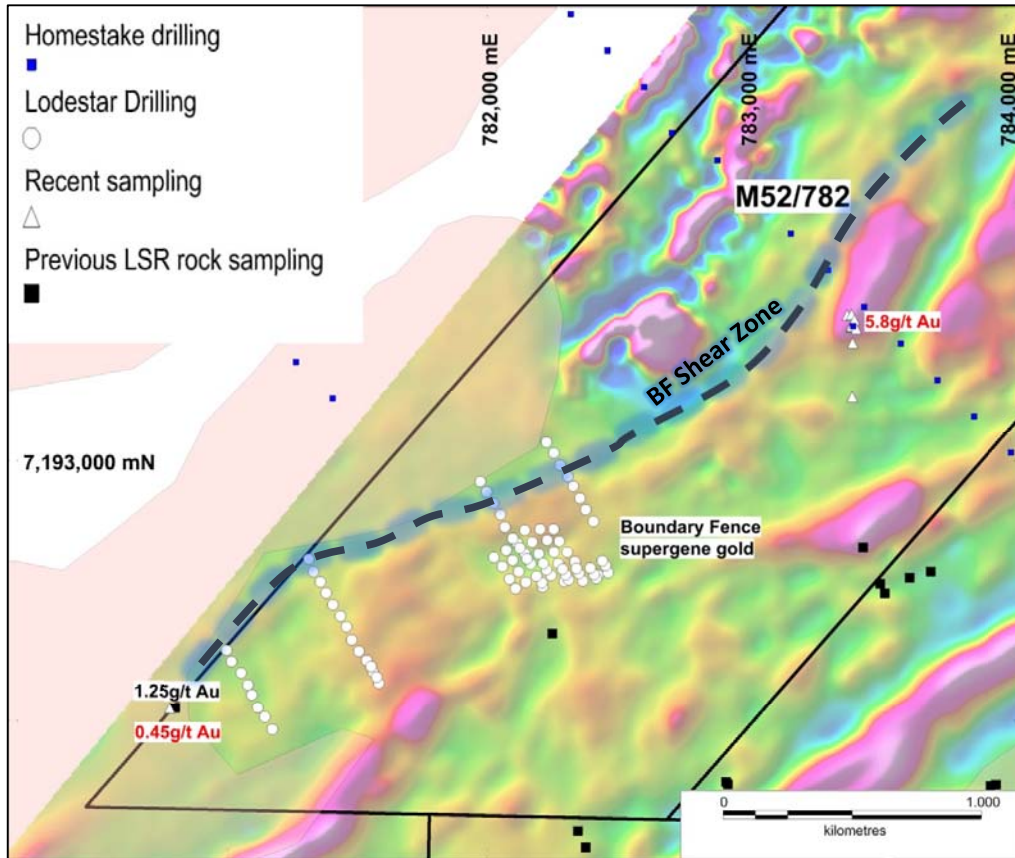 Homestake drilling
Lodestar Drilling
Recent sampling
Previous LSR rock sampling
782,000 mE
783,000 mE
784,000 mE
M52/782
5.8g/t Au
BF Shear Zone
7,193,000 mN
Boundary Fence
supergene gold
1.25g/t Au
0.45g/t Au
0
1.000
kilometres